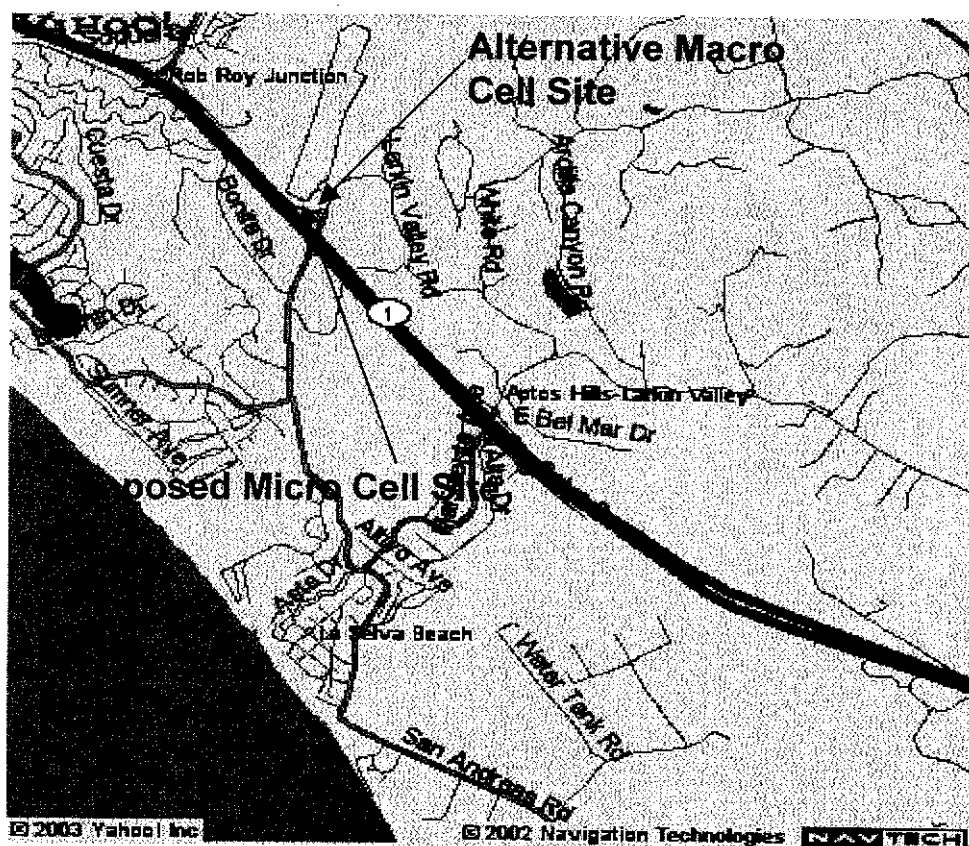 Alternative Macro
Cell Site
Rob Roy Junction
Cuesta Dr
Bonita Dr
Larkin Valley Rd
White Rd
Canyon Rd
1
Sumner Ave
Aptos Hills-Larkin Valley
E Bel Mar Dr
Alta Dr
posed Micro Cell Site
Altivo Ave
La Selva Beach
Water Tank Rd
San Andreas Rd
© 2003 Yahoo! Inc
© 2002 Navigation Technologies
NAVTECH